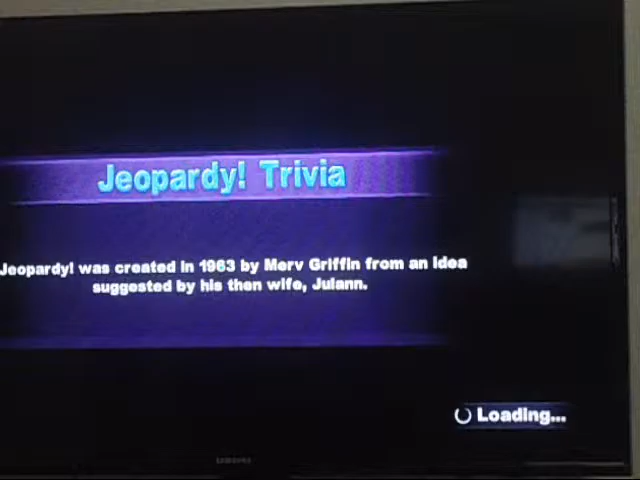 Jeopardy! Trivia
Jeopardy! was created in 1963 by Merv Griffin from an idea
suggested by his then wife, Julann.
Loading...
SAMSUNG